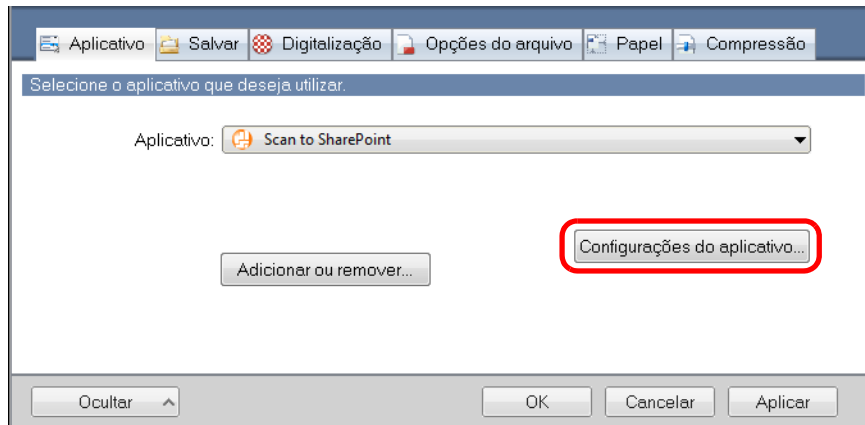 Aplicativo Salvar Digitalização Opções do arquivo Papel Compressão
Selecione o aplicativo que deseja utilizar.
Aplicativo: Scan to SharePoint
Configurações do aplicativo...
Adicionar ou remover...
Ocultar OK Cancelar Aplicar